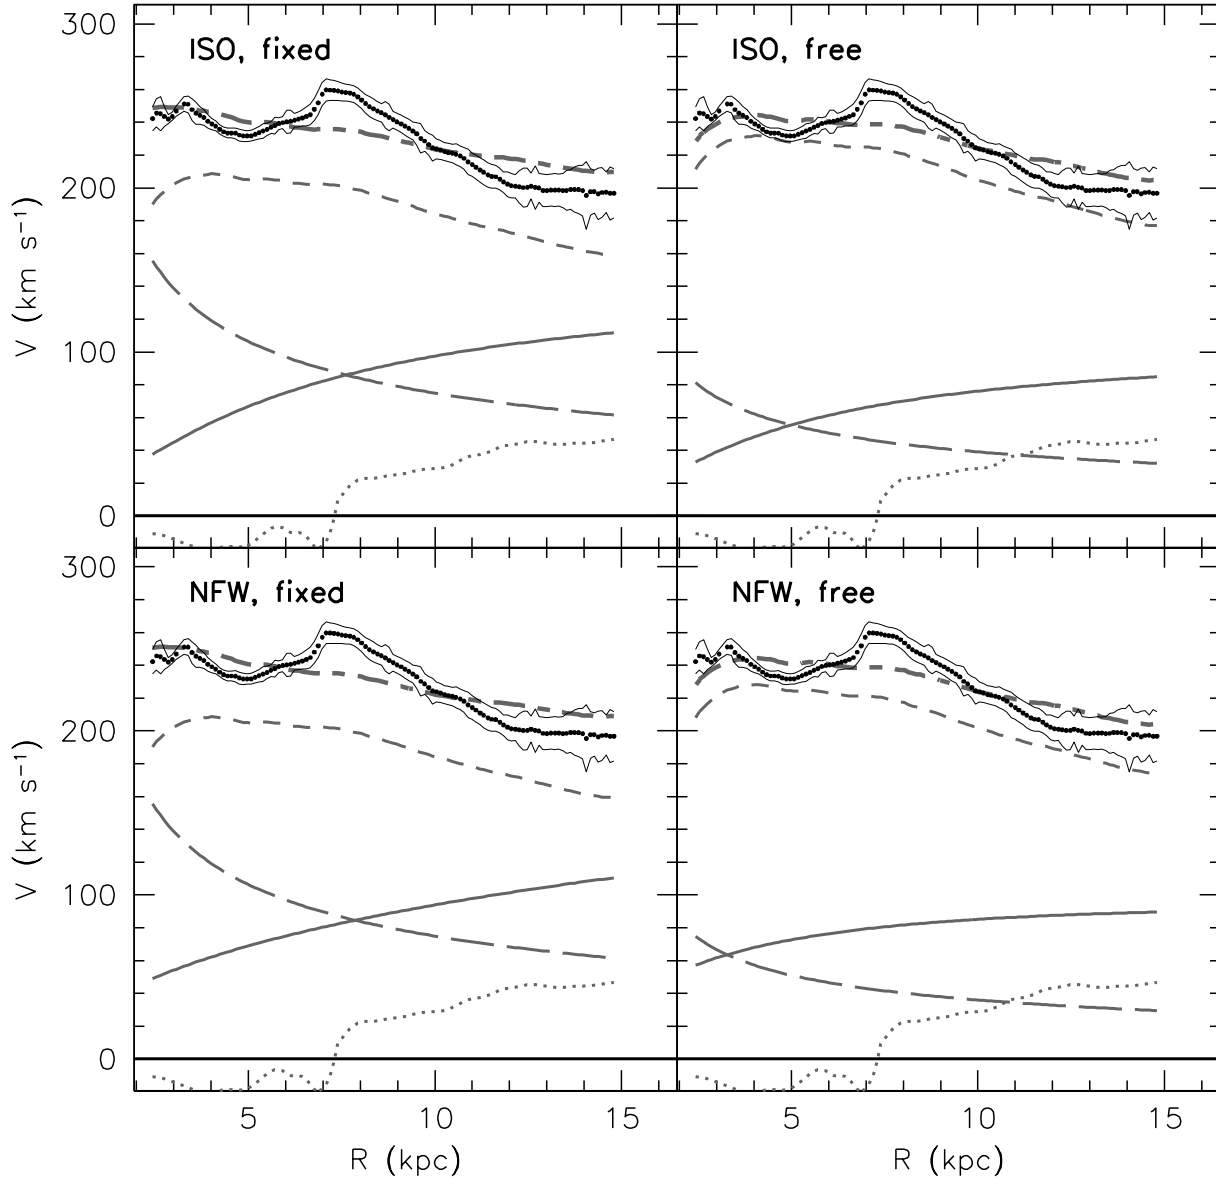 300
ISO, fixed
ISO, free
200
V (km s⁻¹)
100
0
300
NFW, fixed
NFW, free
200
V (km s⁻¹)
100
0
5 10 15 5 10 15
R (kpc) R (kpc)